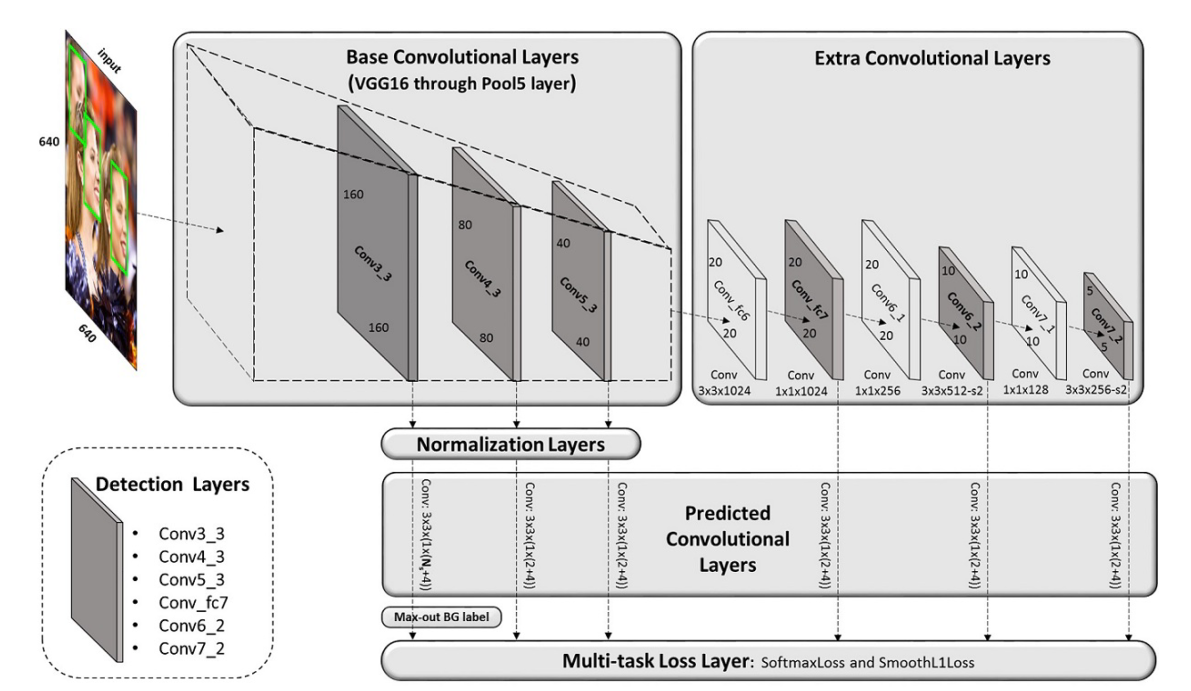 input
640
640
Base Convolutional Layers
(VGG16 through Pool5 layer)
160
Conv3_3
160
80
Conv4_3
80
40
Conv5_3
40
Extra Convolutional Layers
20
Conv_fc6
20
Conv
3x3x1024
20
Conv_fc7
20
Conv
1x1x1024
20
Conv6_1
20
Conv
1x1x256
10
Conv6_2
10
Conv
3x3x512-s2
10
Conv7_1
10
Conv
1x1x128
5
Conv7_2
5
Conv
3x3x256-s2
Normalization Layers
Conv: 3x3x(1x(Ns+4))
Conv: 3x3x(1x(2+4))
Conv: 3x3x(1x(2+4))
Predicted
Convolutional
Layers
Conv: 3x3x(1x(2+4))
Conv: 3x3x(1x(2+4))
Conv: 3x3x(1x(2+4))
Max-out BG label
Multi-task Loss Layer: SoftmaxLoss and SmoothL1Loss
Detection Layers
• Conv3_3
• Conv4_3
• Conv5_3
• Conv_fc7
• Conv6_2
• Conv7_2